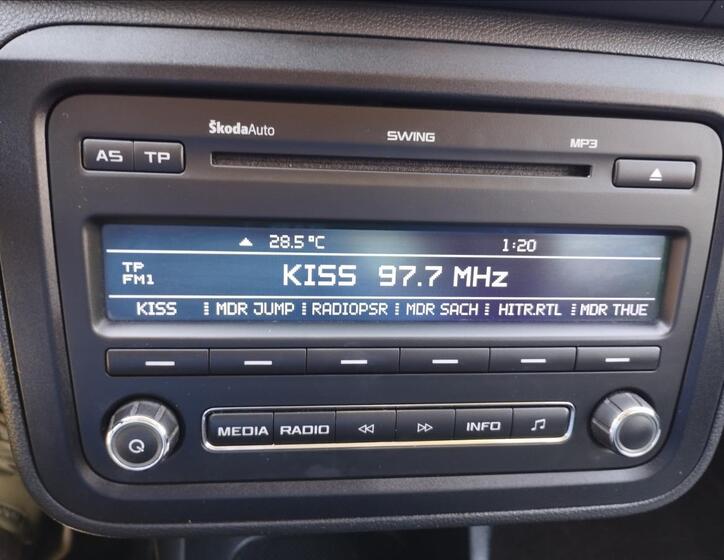 ŠkodaAuto SWING MP3
AS TP
28.5°C 1:20
TP
FM1
KISS 97.7 MHz
KISS MDR JUMP RADIOPSR MDR SACH HITR.RTL MDR THUE
MEDIA RADIO INFO